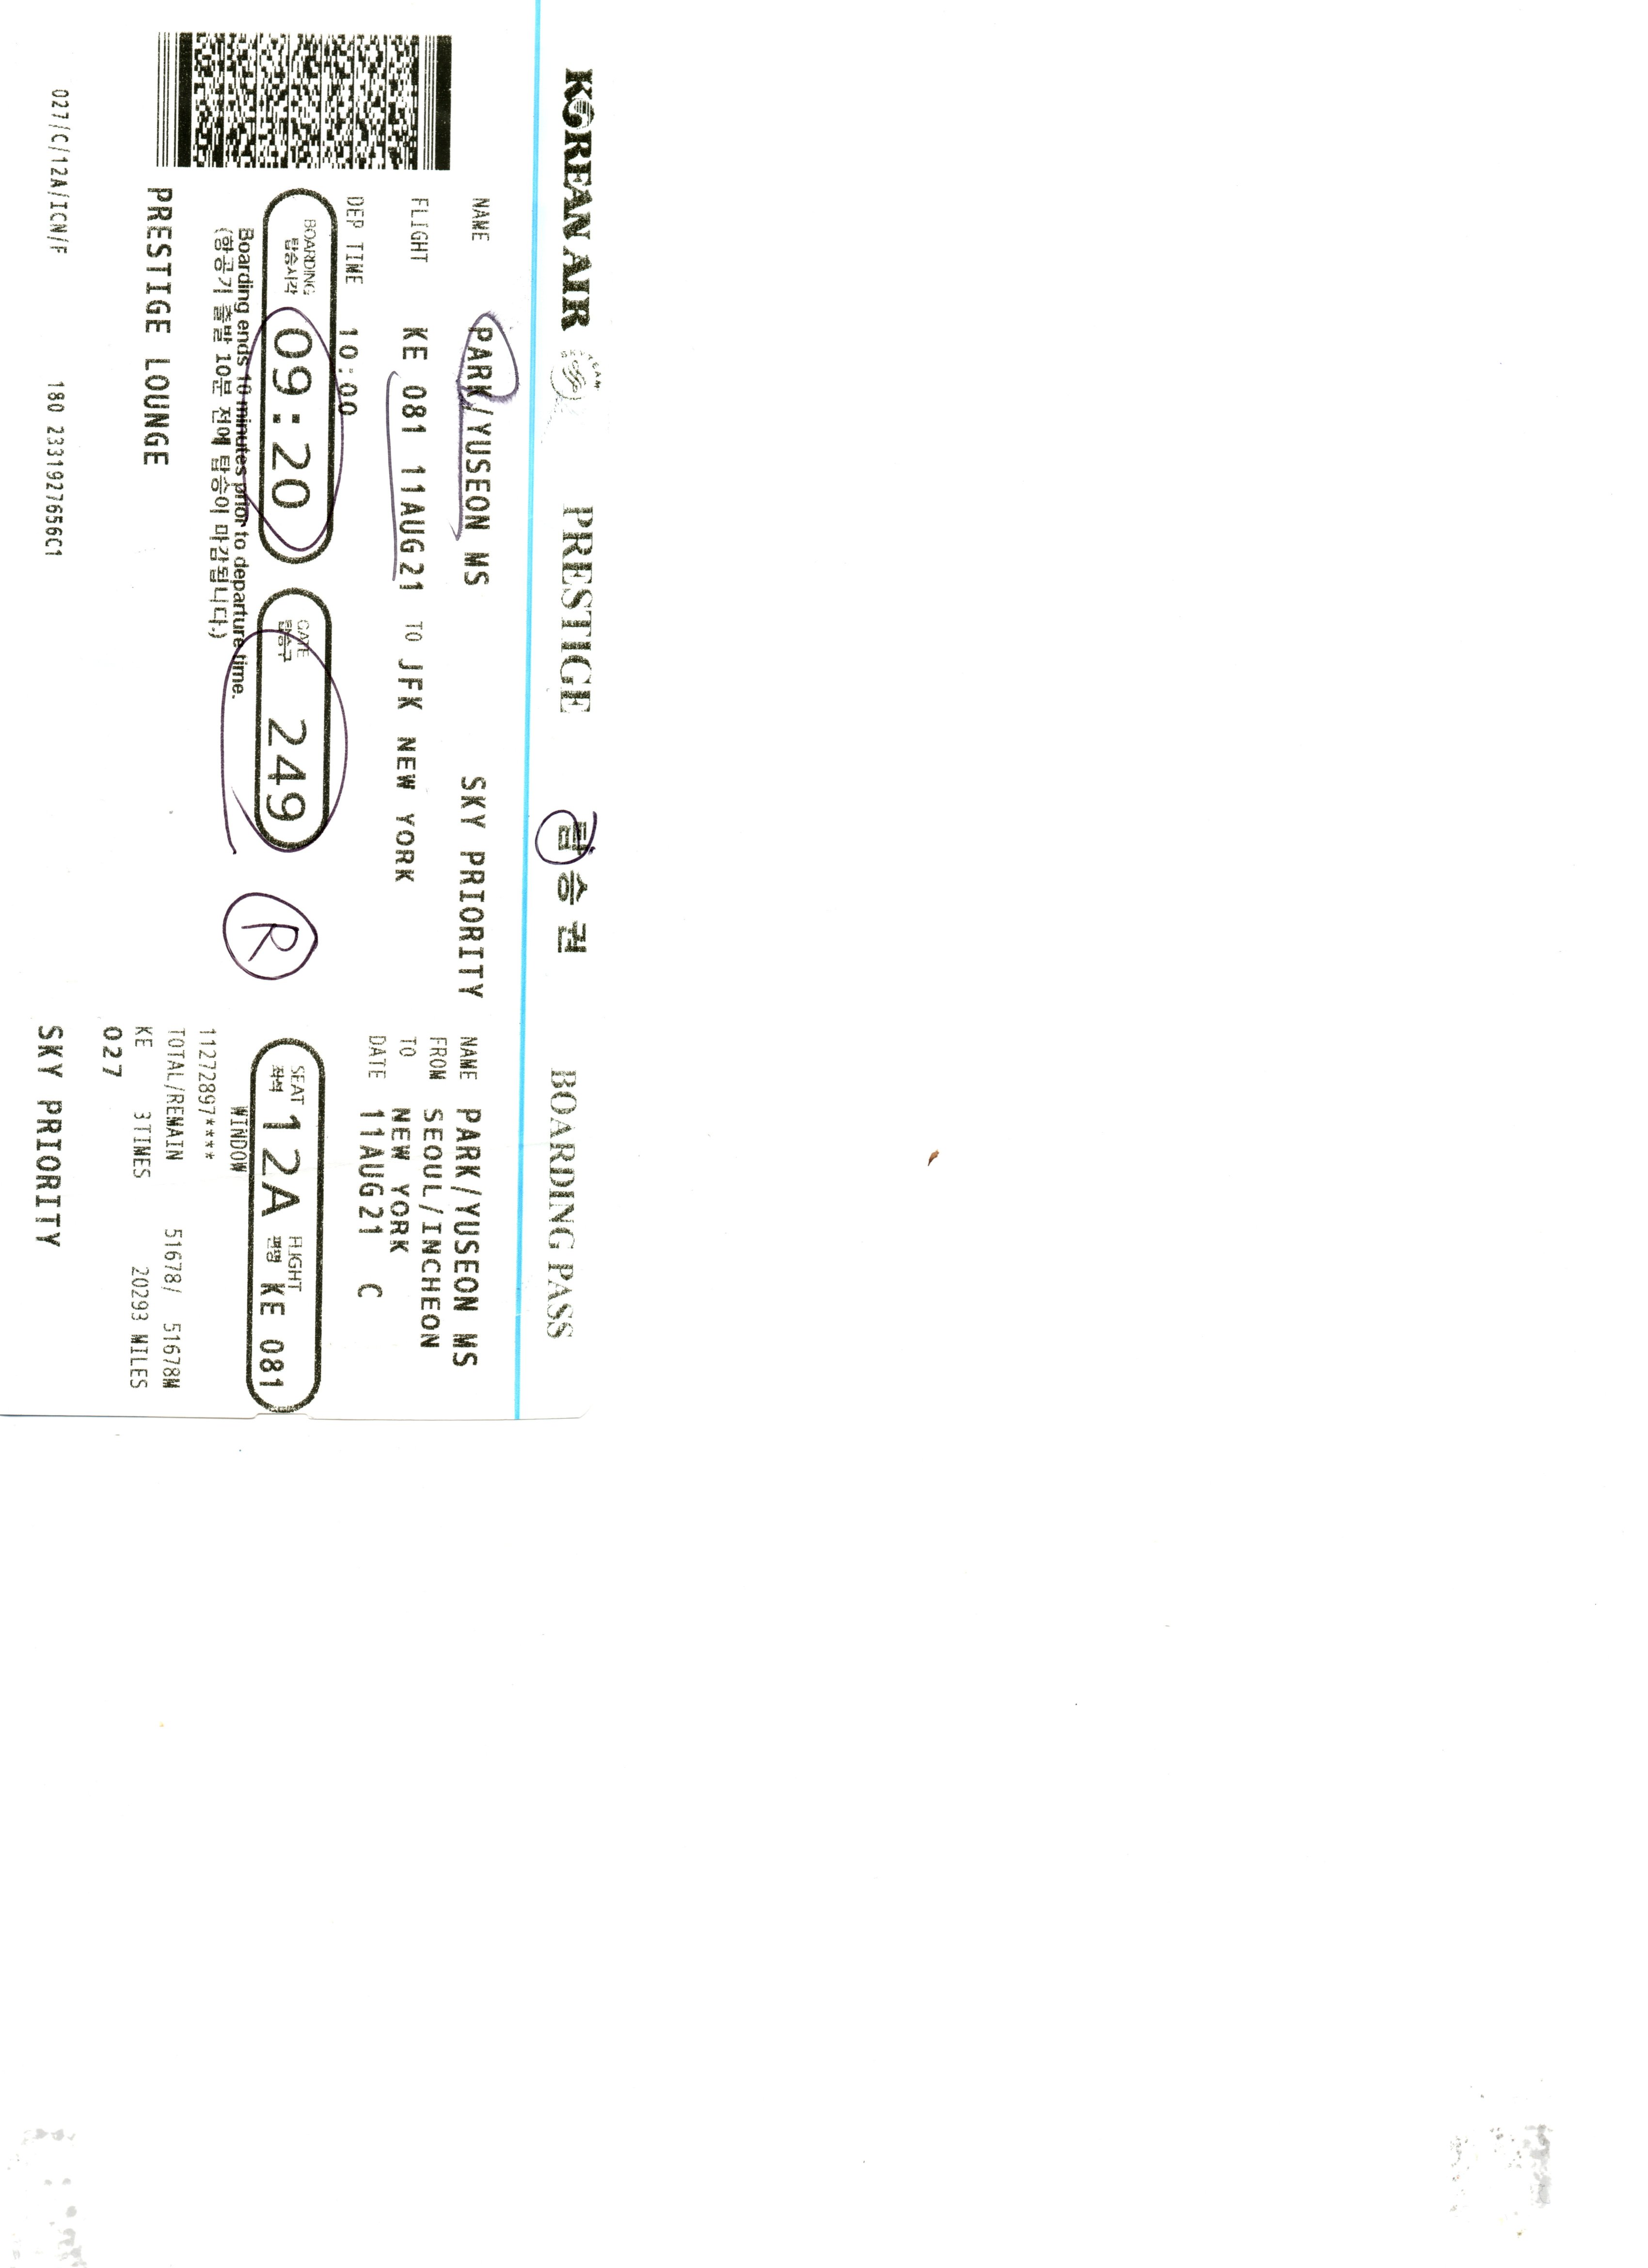 KOREAN AIR PRESTIGE 탑승권 BOARDING PASS
NAME PARK/YUSEON MS SKY PRIORITY
FLIGHT KE 081 11AUG21 TO JFK NEW YORK
DEP TIME 10:00
BOARDING 탑승시각 09:20 GATE 탑승구 249 R
Boarding ends 10 minutes prior to departure time.
(항공기 출발 10분 전에 탑승이 마감됩니다.)
PRESTIGE LOUNGE
027/C/12A/ICN/F 180 2331927656C1
NAME PARK/YUSEON MS
FROM SEOUL/INCHEON
TO NEW YORK
DATE 11AUG21 C
SEAT 좌석 12A FLIGHT 편명 KE 081
WINDOW
11272897****
TOTAL/REMAIN 51678/ 51678M
KE 3TIMES 20293 MILES
027
SKY PRIORITY